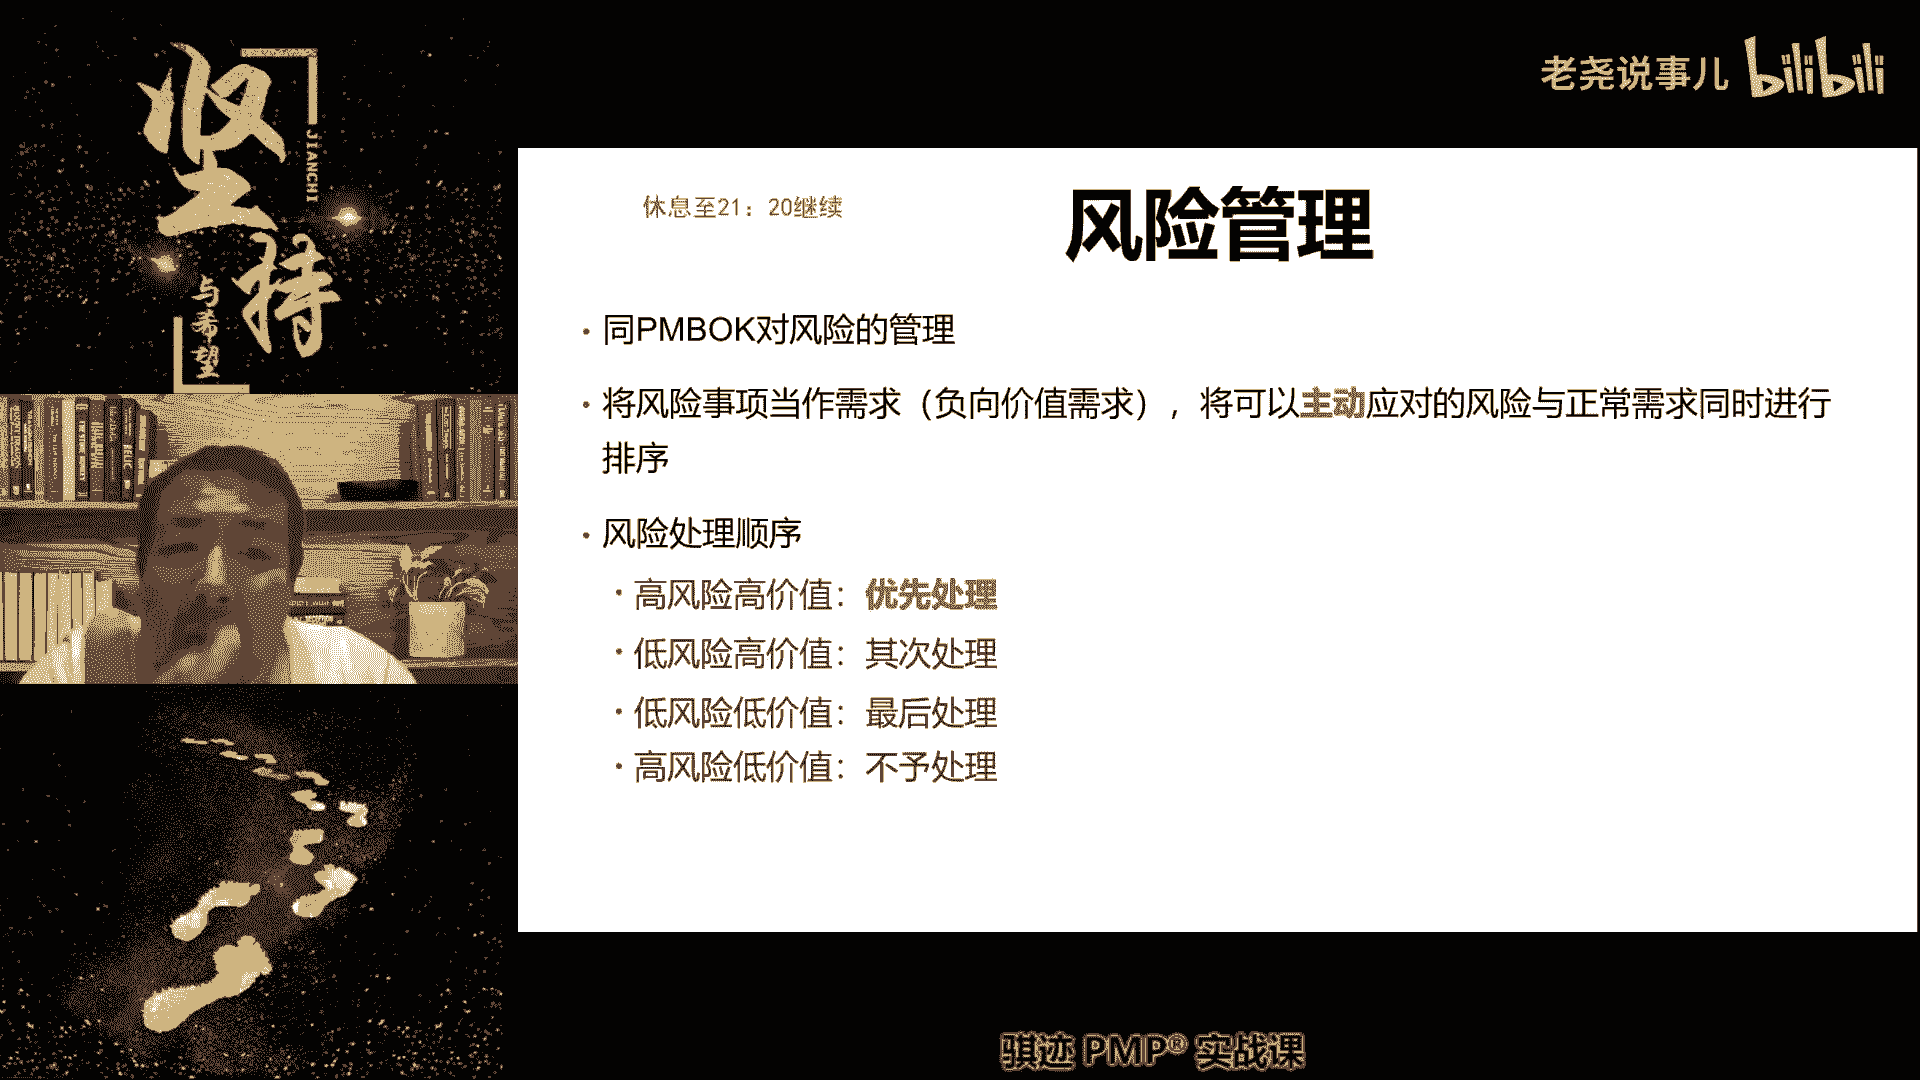 坚持
JIANCHI
与希望
老尧说事儿 bilibili
休息至21：20继续
风险管理
·同PMBOK对风险的管理
·将风险事项当作需求（负向价值需求），将可以主动应对的风险与正常需求同时进行
排序
·风险处理顺序
·高风险高价值：优先处理
·低风险高价值：其次处理
·低风险低价值：最后处理
·高风险低价值：不予处理
骐迹 PMP® 实战课